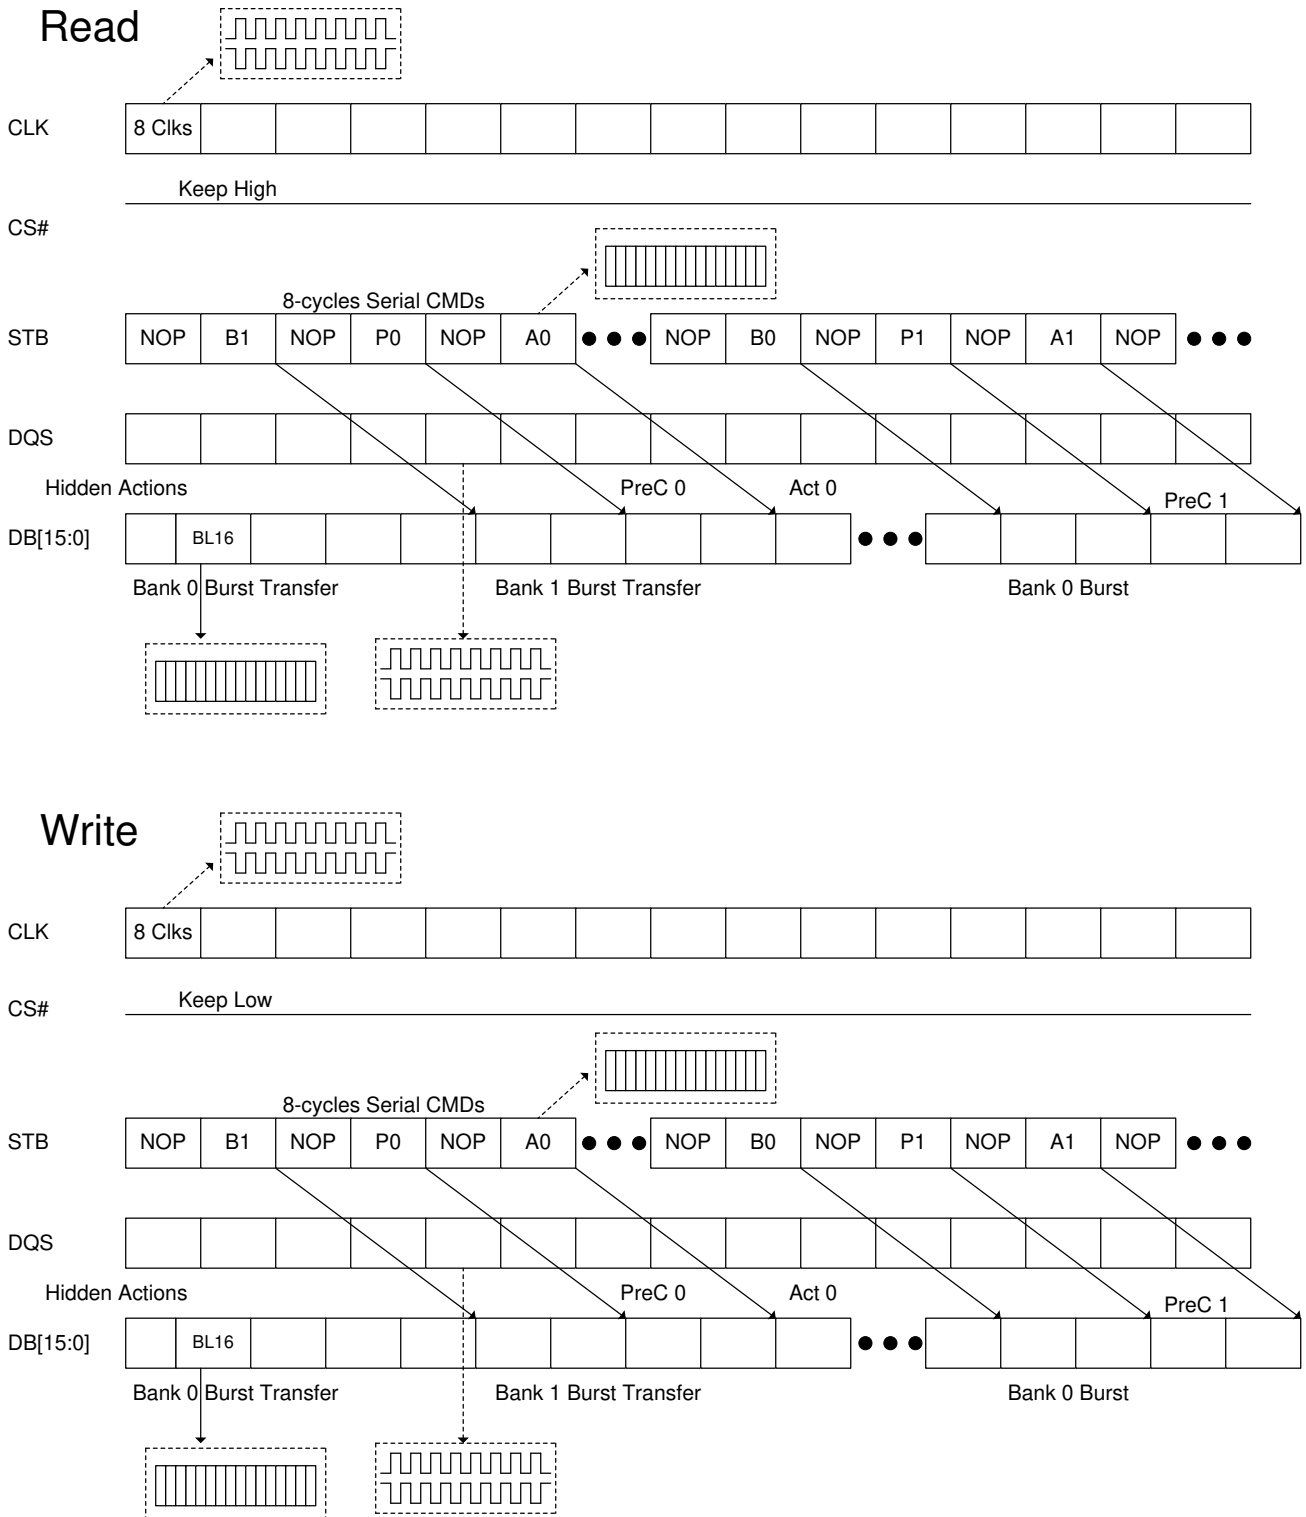 Read
CLK 8 Clks
Keep High
CS#
8-cycles Serial CMDs
STB NOP B1 NOP P0 NOP A0 NOP B0 NOP P1 NOP A1 NOP
DQS
Hidden Actions PreC 0 Act 0 PreC 1
DB[15:0] BL16
Bank 0 Burst Transfer Bank 1 Burst Transfer Bank 0 Burst
Write
CLK 8 Clks
Keep Low
CS#
8-cycles Serial CMDs
STB NOP B1 NOP P0 NOP A0 NOP B0 NOP P1 NOP A1 NOP
DQS
Hidden Actions PreC 0 Act 0 PreC 1
DB[15:0] BL16
Bank 0 Burst Transfer Bank 1 Burst Transfer Bank 0 Burst